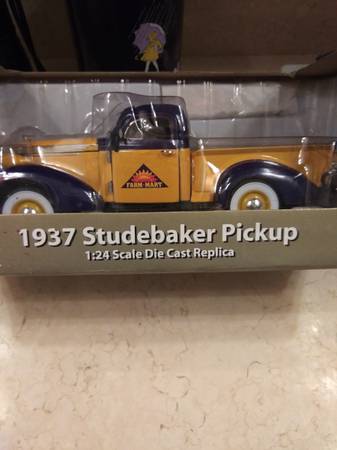 FARM-MART
1937 Studebaker Pickup
1:24 Scale Die Cast Replica